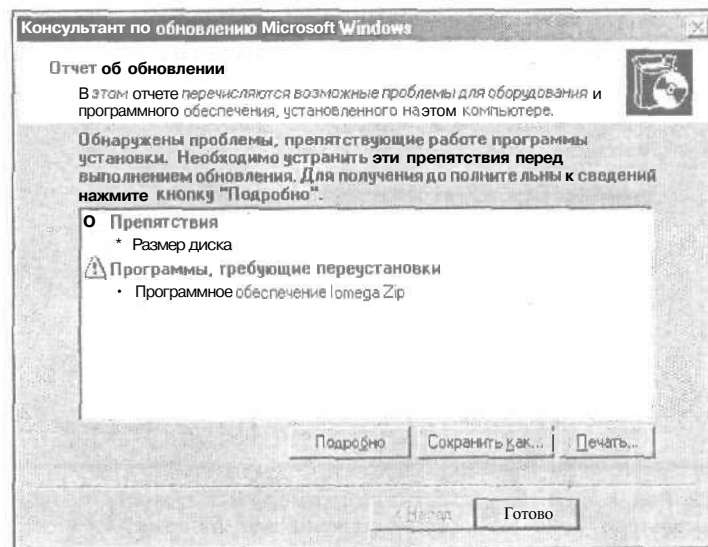 Консультант по обновлению Microsoft Windows
Отчет об обновлении
В этом отчете перечисляются возможные проблемы для оборудования и
программного обеспечения, установленного на этом компьютере.
Обнаружены проблемы, препятствующие работе программы
установки. Необходимо устранить эти препятствия перед
выполнением обновления. Для получения до полнительны к сведений
нажмите кнопку "Подробно".
О Препятствия
* Размер диска
Программы, требующие переустановки
• Программное обеспечение Iomega Zip
Подробно Сохранить как... Печать...
< Назад Готово